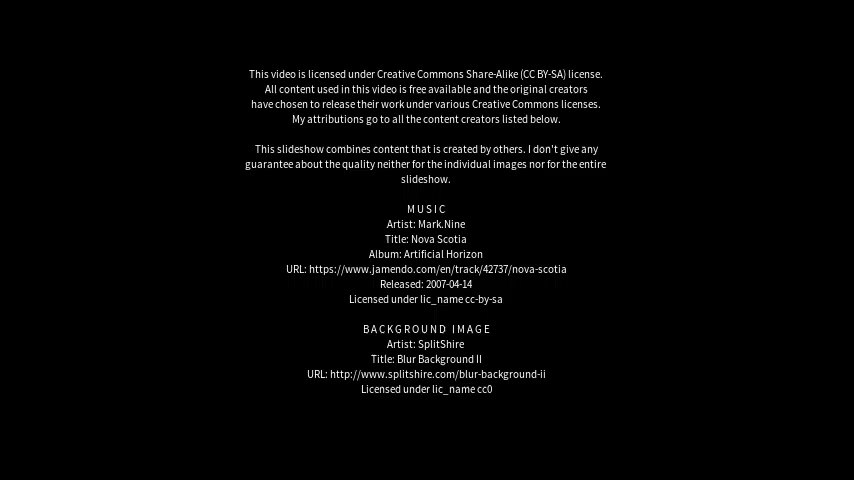 This video is licensed under Creative Commons Share-Alike (CC BY-SA) license.
All content used in this video is free available and the original creators
have chosen to release their work under various Creative Commons licenses.
My attributions go to all the content creators listed below.
This slideshow combines content that is created by others. I don't give any
guarantee about the quality neither for the individual images nor for the entire
slideshow.
MUSIC
Artist: Mark.Nine
Title: Nova Scotia
Album: Artificial Horizon
URL: https://www.jamendo.com/en/track/42737/nova-scotia
Released: 2007-04-14
Licensed under lic_name cc-by-sa
BACKGROUND IMAGE
Artist: SplitShire
Title: Blur Background II
URL: http://www.splitshire.com/blur-background-ii
Licensed under lic_name cc0